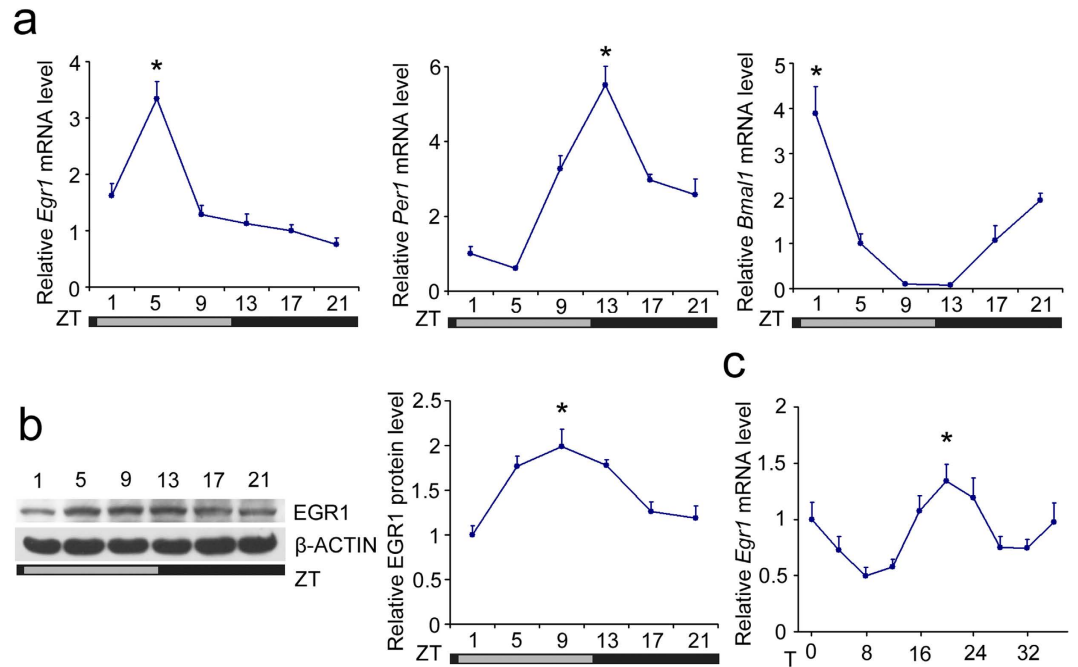 a
Relative Egr1 mRNA level
4
3
2
1
0
*
1 5 9 13 17 21
ZT
Relative Per1 mRNA level
6
4
2
0
*
1 5 9 13 17 21
ZT
Relative Bmal1 mRNA level
5
4
3
2
1
0
*
1 5 9 13 17 21
ZT
b
1 5 9 13 17 21
EGR1
β-ACTIN
ZT
Relative EGR1 protein level
2.5
2
1.5
1
0.5
0
*
1 5 9 13 17 21
ZT
c
Relative Egr1 mRNA level
2
1.5
1
0.5
0
*
T 0 8 16 24 32